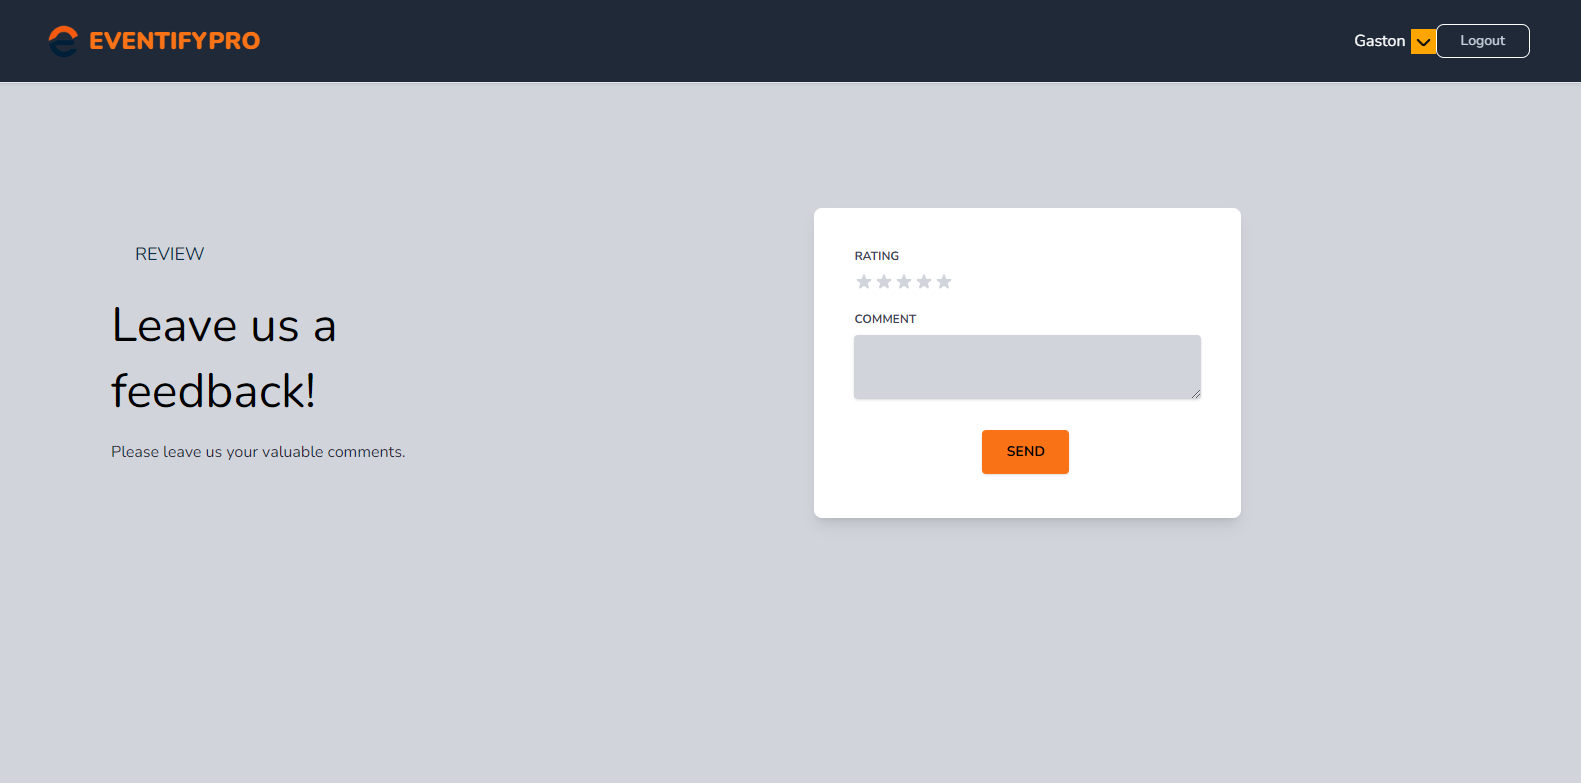 EVENTIFYPRO
Gaston
Logout
REVIEW
Leave us a
feedback!
Please leave us your valuable comments.
RATING
COMMENT
SEND